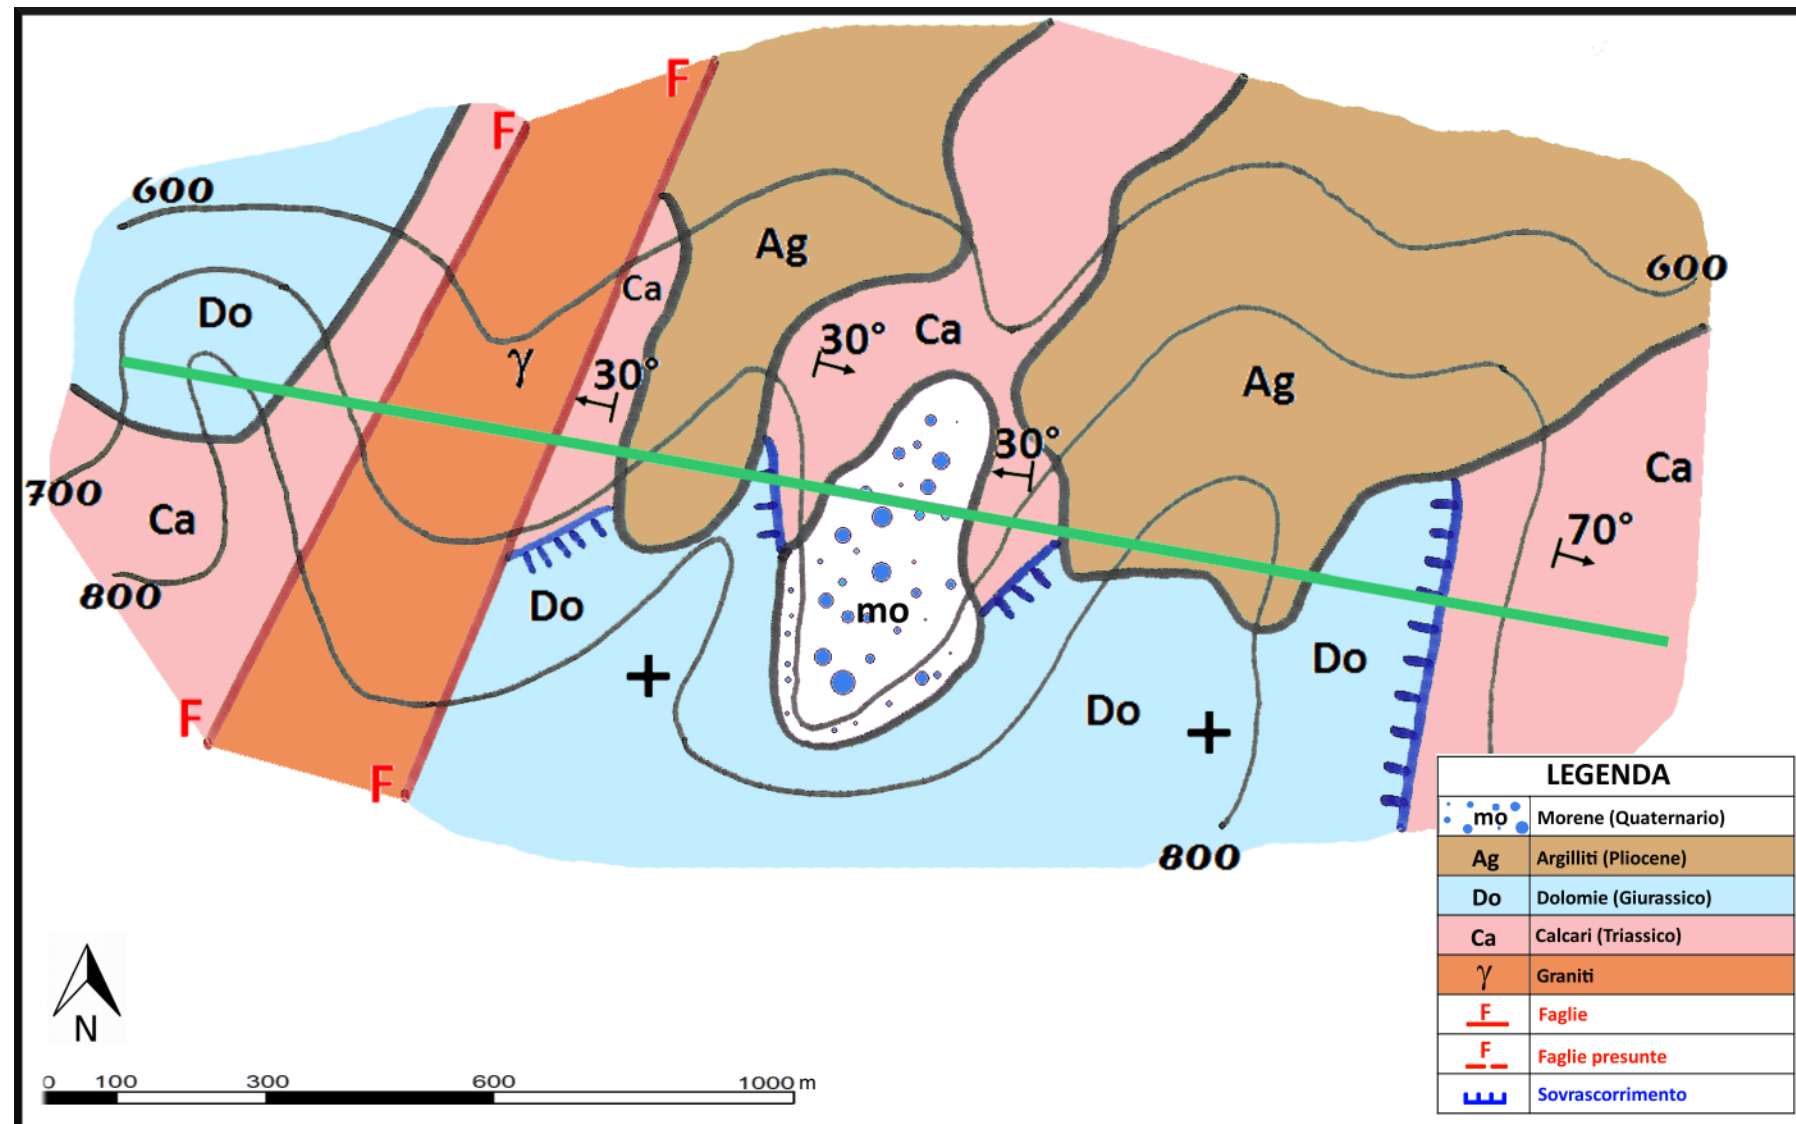 F
F
600
Ag
600
Do
Ca
γ
30°
30°
Ca
Ag
30°
700
Ca
Ca
70°
800
Do
mo
Do
Do
F
F
800
LEGENDA
mo Morene (Quaternario)
Ag Argilliti (Pliocene)
Do Dolomie (Giurassico)
Ca Calcari (Triassico)
γ Graniti
F Faglie
F Faglie presunte
Sovrascorrimento
N
0 100 300 600 1000 m